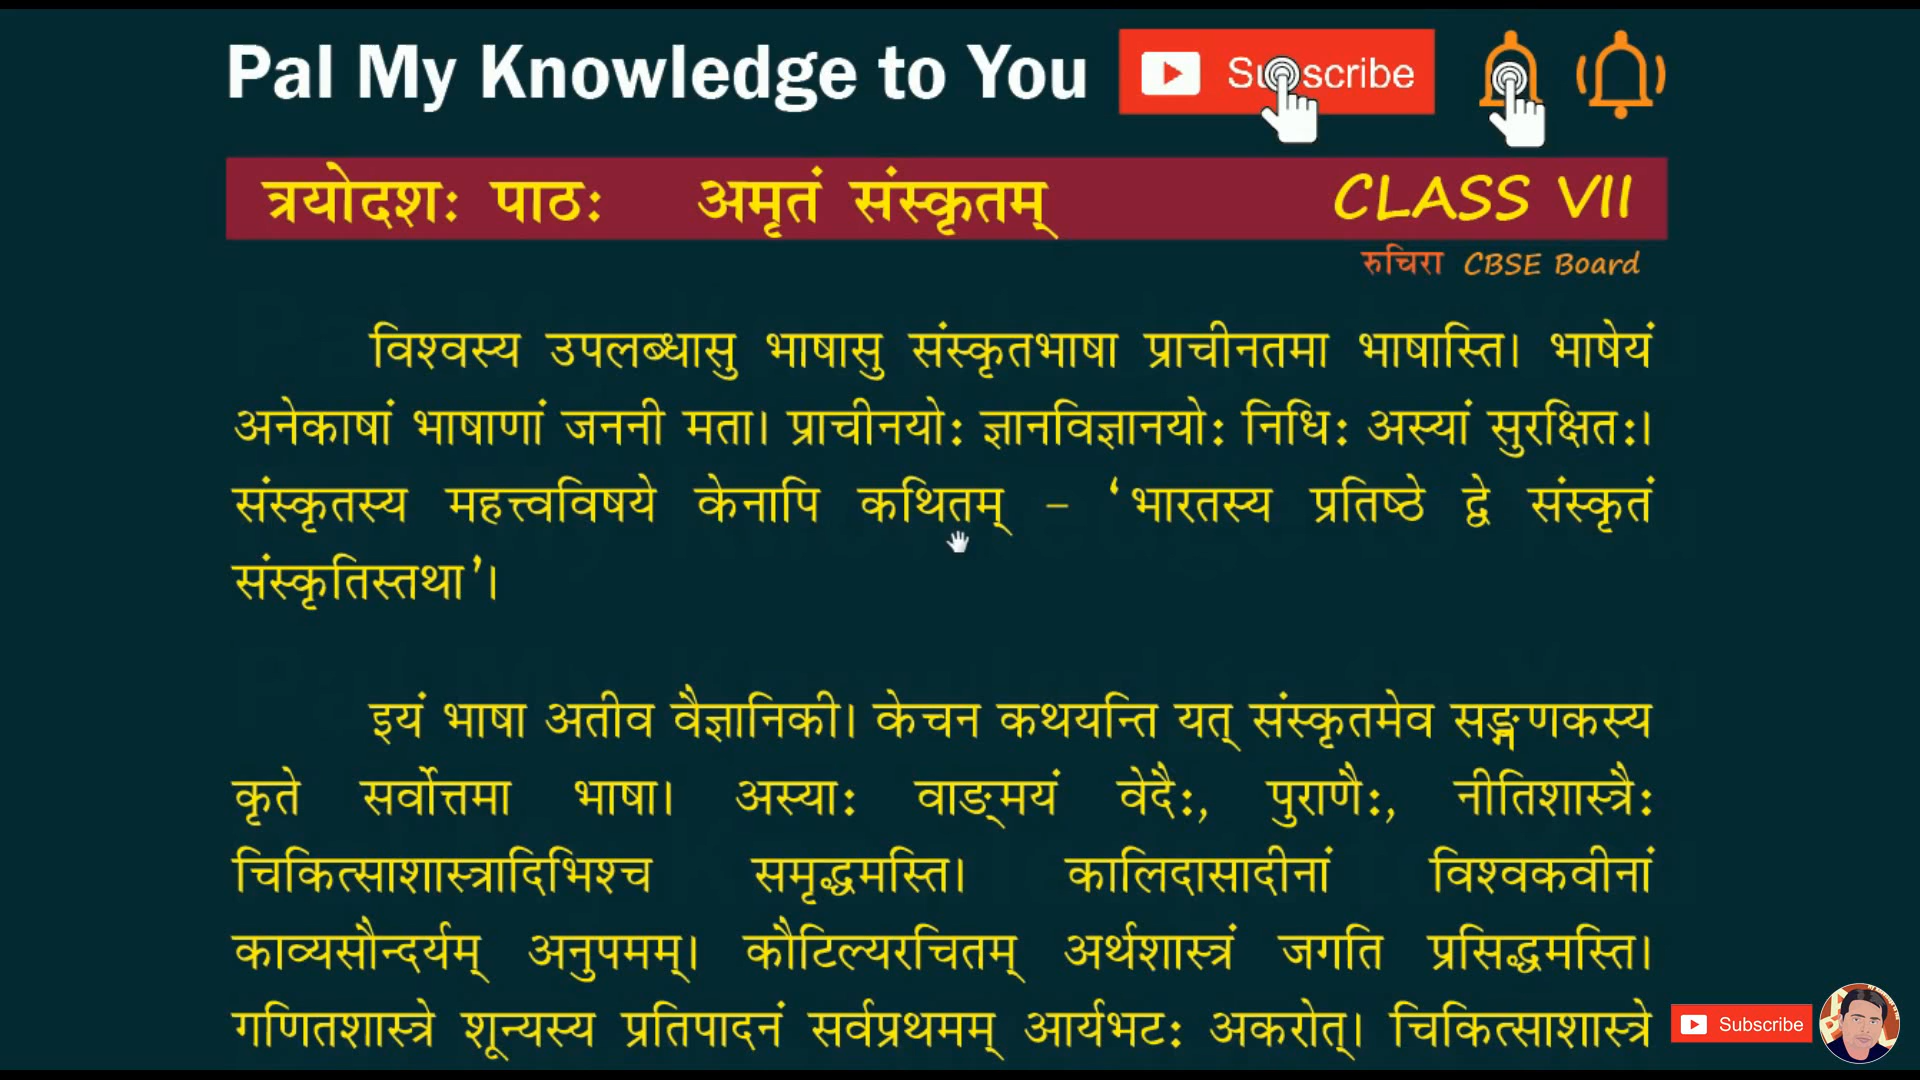 Pal My Knowledge to You Subscribe
त्रयोदशः पाठः अमृतं संस्कृतम् CLASS VII
रुचिरा CBSE Board
विश्वस्य उपलब्धासु भाषासु संस्कृतभाषा प्राचीनतमा भाषास्ति। भाषेयं
अनेकाषां भाषाणां जननी मता। प्राचीनयोः ज्ञानविज्ञानयोः निधिः अस्यां सुरक्षितः।
संस्कृतस्य महत्त्वविषये केनापि कथितम् – ‘भारतस्य प्रतिष्ठे द्वे संस्कृतं
संस्कृतिस्तथा’।
इयं भाषा अतीव वैज्ञानिकी। केचन कथयन्ति यत् संस्कृतमेव सङ्गणकस्य
कृते सर्वोत्तमा भाषा। अस्याः वाङ्मयं वेदैः, पुराणैः, नीतिशास्त्रैः
चिकित्साशास्त्रादिभिश्च समृद्धमस्ति। कालिदासादीनां विश्वकवीनां
काव्यसौन्दर्यम् अनुपमम्। कौटिल्यरचितम् अर्थशास्त्रं जगति प्रसिद्धमस्ति।
गणितशास्त्रे शून्यस्य प्रतिपादनं सर्वप्रथमम् आर्यभटः अकरोत्। चिकित्साशास्त्रे
Subscribe